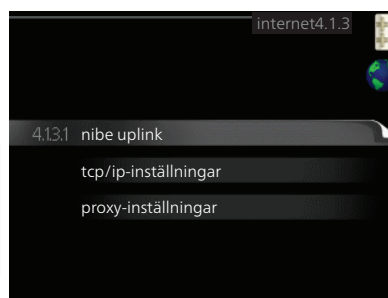 internet4.1.3
4.1.3.1 nibe uplink
tcp/ip-inställningar
proxy-inställningar